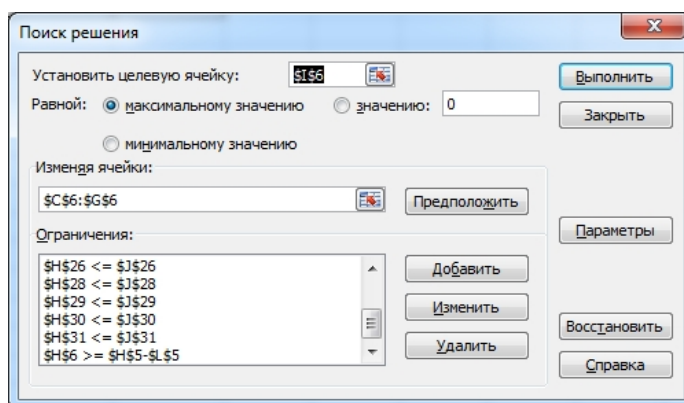 Поиск решения
Установить целевую ячейку: $I$6
Равной: максимальному значению значению: 0
минимальному значению
Изменяя ячейки:
$C$6:$G$6
Предположить
Ограничения:
$H$26 <= $J$26
$H$28 <= $J$28
$H$29 <= $J$29
$H$30 <= $J$30
$H$31 <= $J$31
$H$6 >= $H$5-$L$5
Добавить
Изменить
Удалить
Выполнить
Закрыть
Параметры
Восстановить
Справка